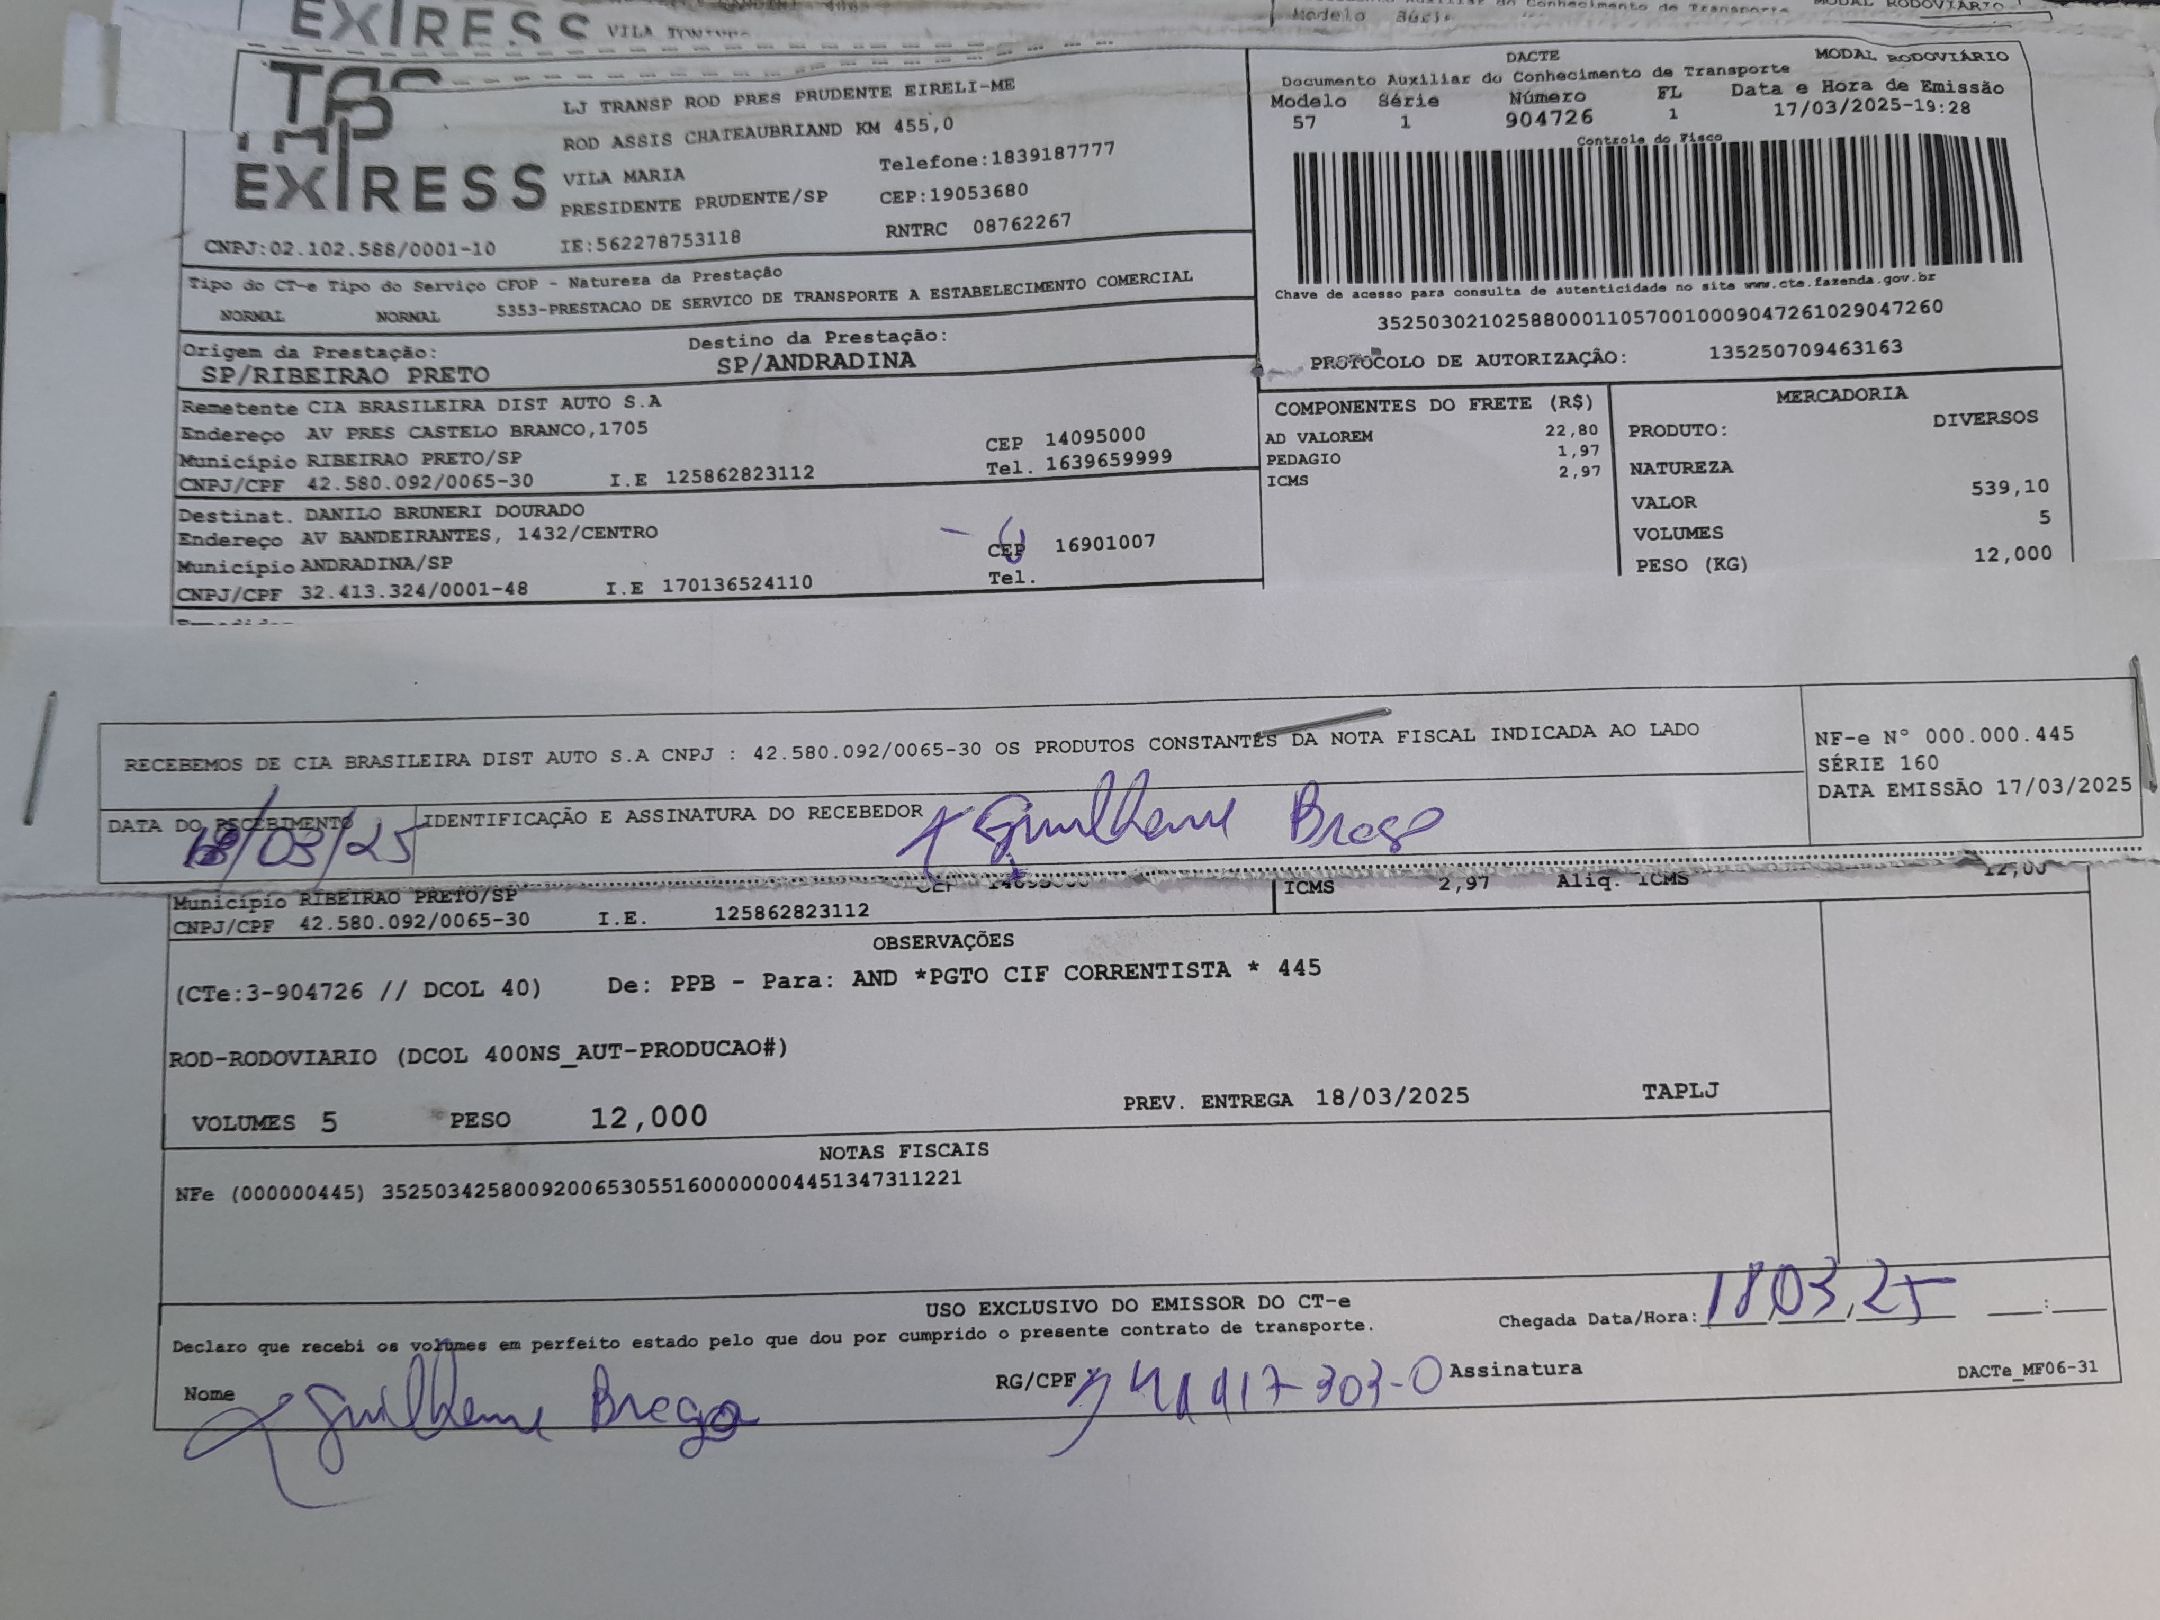 EXPRESS VILA
Modelo
TAP
EXPRESS
LJ TRANSP ROD PRES PRUDENTE EIRELI-ME
ROD ASSIS CHATEAUBRIAND KM 455,0
VILA MARIA Telefone:1839187777
PRESIDENTE PRUDENTE/SP CEP:19053680
CNPJ:02.102.588/0001-10 IE:562278753118 RNTRC 08762267
DACTE MODAL RODOVIÁRIO
Documento Auxiliar do Conhecimento de Transporte
Modelo Série Número FL Data e Hora de Emissão
57 1 904726 1 17/03/2025-19:28
Controle do Fisco
Chave de acesso para consulta de autenticidade no site www.cte.fazenda.gov.br
35250302102588000110570010009047261029047260
PROTOCOLO DE AUTORIZAÇÃO: 135250709463163
Tipo do CT-e Tipo do Serviço CFOP - Natureza da Prestação
NORMAL NORMAL 5353-PRESTACAO DE SERVICO DE TRANSPORTE A ESTABELECIMENTO COMERCIAL
Origem da Prestação: Destino da Prestação:
SP/RIBEIRAO PRETO SP/ANDRADINA
Remetente CIA BRASILEIRA DIST AUTO S.A
Endereço AV PRES CASTELO BRANCO,1705 CEP 14095000
Município RIBEIRAO PRETO/SP Tel. 1639659999
CNPJ/CPF 42.580.092/0065-30 I.E 125862823112
Destinat. DANILO BRUNERI DOURADO
Endereço AV BANDEIRANTES, 1432/CENTRO CEP 16901007
Município ANDRADINA/SP Tel.
CNPJ/CPF 32.413.324/0001-48 I.E 170136524110
COMPONENTES DO FRETE (R$)
AD VALOREM 22,80
PEDAGIO 1,97
ICMS 2,97
MERCADORIA
PRODUTO: DIVERSOS
NATUREZA
VALOR 539,10
VOLUMES 5
PESO (KG) 12,000
RECEBEMOS DE CIA BRASILEIRA DIST AUTO S.A CNPJ : 42.580.092/0065-30 OS PRODUTOS CONSTANTES DA NOTA FISCAL INDICADA AO LADO
NF-e N° 000.000.445
SÉRIE 160
DATA EMISSÃO 17/03/2025
DATA DO RECEBIMENTO IDENTIFICAÇÃO E ASSINATURA DO RECEBEDOR
18/03/25 Guilherme Braga
Município RIBEIRAO PRETO/SP CEP 14095000 ICMS 2,97 Aliq. ICMS 12,00
CNPJ/CPF 42.580.092/0065-30 I.E. 125862823112
OBSERVAÇÕES
(CTe:3-904726 // DCOL 40) De: PPB - Para: AND *PGTO CIF CORRENTISTA * 445
ROD-RODOVIARIO (DCOL 400NS_AUT-PRODUCAO#)
VOLUMES 5 PESO 12,000 PREV. ENTREGA 18/03/2025 TAPLJ
NOTAS FISCAIS
NFe (000000445) 35250342580092006530551600000004451347311221
USO EXCLUSIVO DO EMISSOR DO CT-e
Declaro que recebi os volumes em perfeito estado pelo que dou por cumprido o presente contrato de transporte. Chegada Data/Hora: 18/03/25 __:__
Nome Guilherme Braga RG/CPF Assinatura DACTe_MF06-31